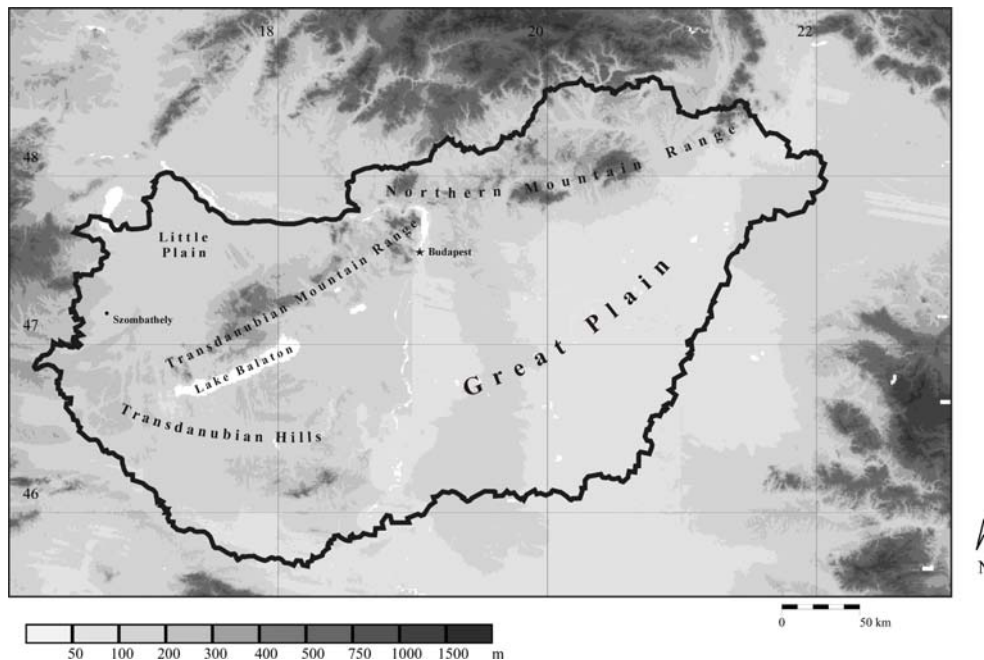 18
20
22
48
Northern Mountain Range
Little
Plain
Transdanubian Mountain Range
Budapest
Szombathely
47
Great Plain
Lake Balaton
Transdanubian Hills
46
N
0 50 km
50 100 200 300 400 500 750 1000 1500 m